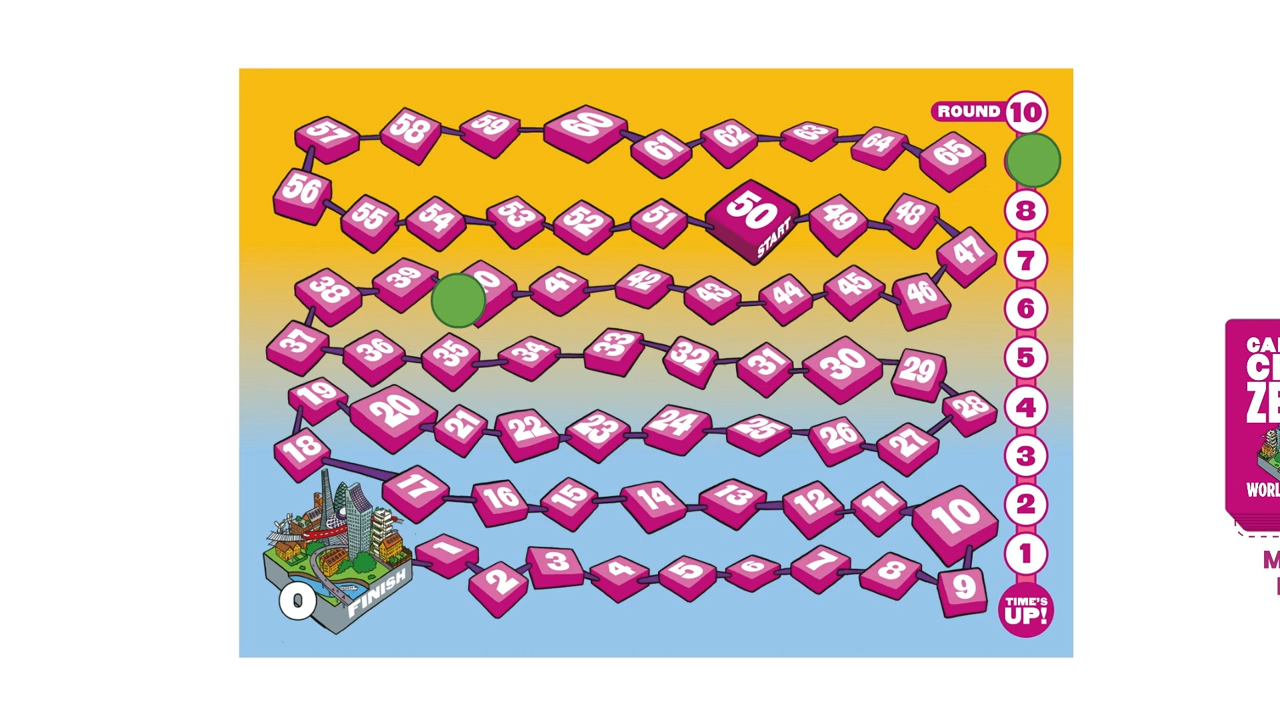 ROUND 10
57 58 59 60 61 62 63 64 65
56 55 54 53 52 51 50 49 48
START
8
47
7
38 39 41 42 43 44 45 46
6
37 36 35 34 33 32 31 30 29
5
19 20 21 22 23 24 25 26 27 28
4
18
3
17 16 15 14 13 12 11 10
2
1 2 3 4 5 6 7 8 9
1
0 FINISH
TIME'S
UP!